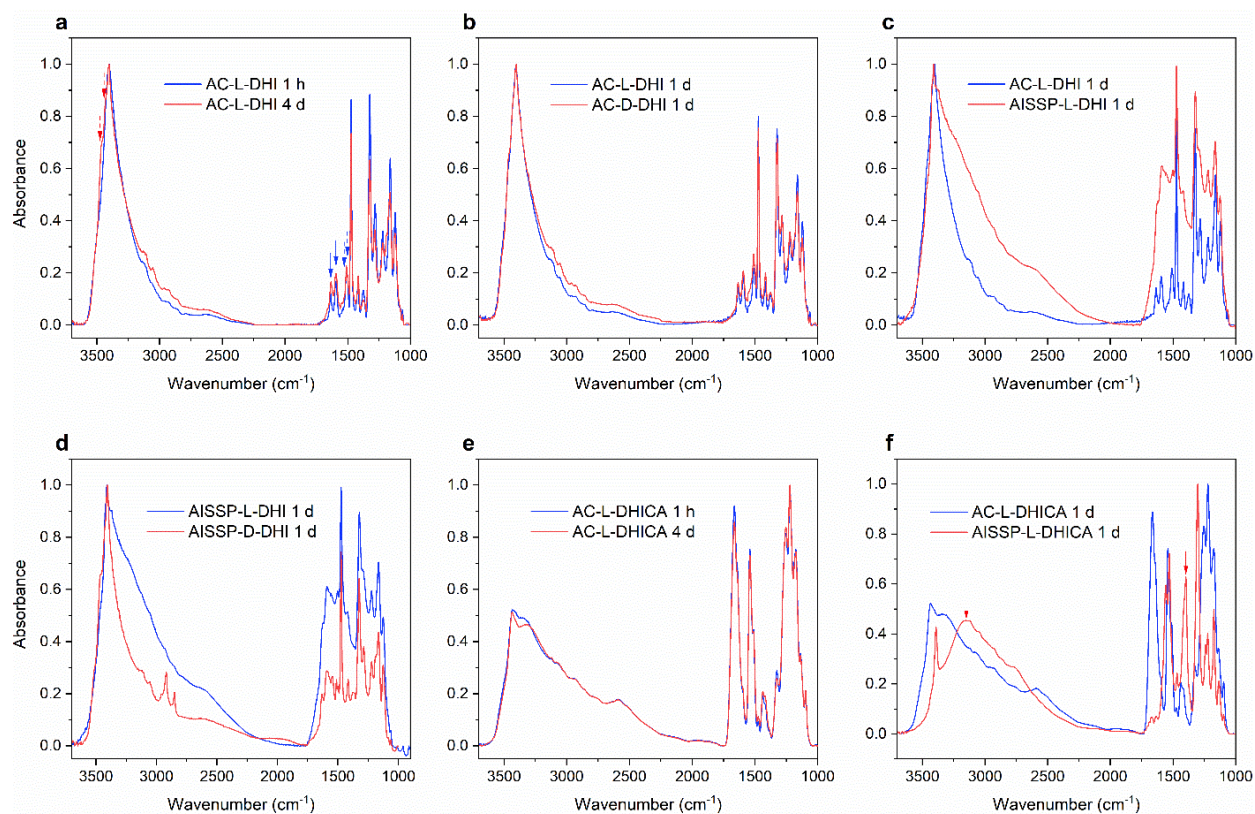 a
AC-L-DHI 1 h
AC-L-DHI 4 d
1.0
0.8
0.6
0.4
0.2
0.0
Absorbance
3500 3000 2500 2000 1500 1000
Wavenumber (cm⁻¹)
b
AC-L-DHI 1 d
AC-D-DHI 1 d
1.0
0.8
0.6
0.4
0.2
0.0
3500 3000 2500 2000 1500 1000
Wavenumber (cm⁻¹)
c
AC-L-DHI 1 d
AISSP-L-DHI 1 d
1.0
0.8
0.6
0.4
0.2
0.0
3500 3000 2500 2000 1500 1000
Wavenumber (cm⁻¹)
d
AISSP-L-DHI 1 d
AISSP-D-DHI 1 d
1.0
0.8
0.6
0.4
0.2
0.0
Absorbance
3500 3000 2500 2000 1500 1000
Wavenumber (cm⁻¹)
e
AC-L-DHICA 1 h
AC-L-DHICA 4 d
1.0
0.8
0.6
0.4
0.2
0.0
3500 3000 2500 2000 1500 1000
Wavenumber (cm⁻¹)
f
AC-L-DHICA 1 d
AISSP-L-DHICA 1 d
1.0
0.8
0.6
0.4
0.2
0.0
3500 3000 2500 2000 1500 1000
Wavenumber (cm⁻¹)